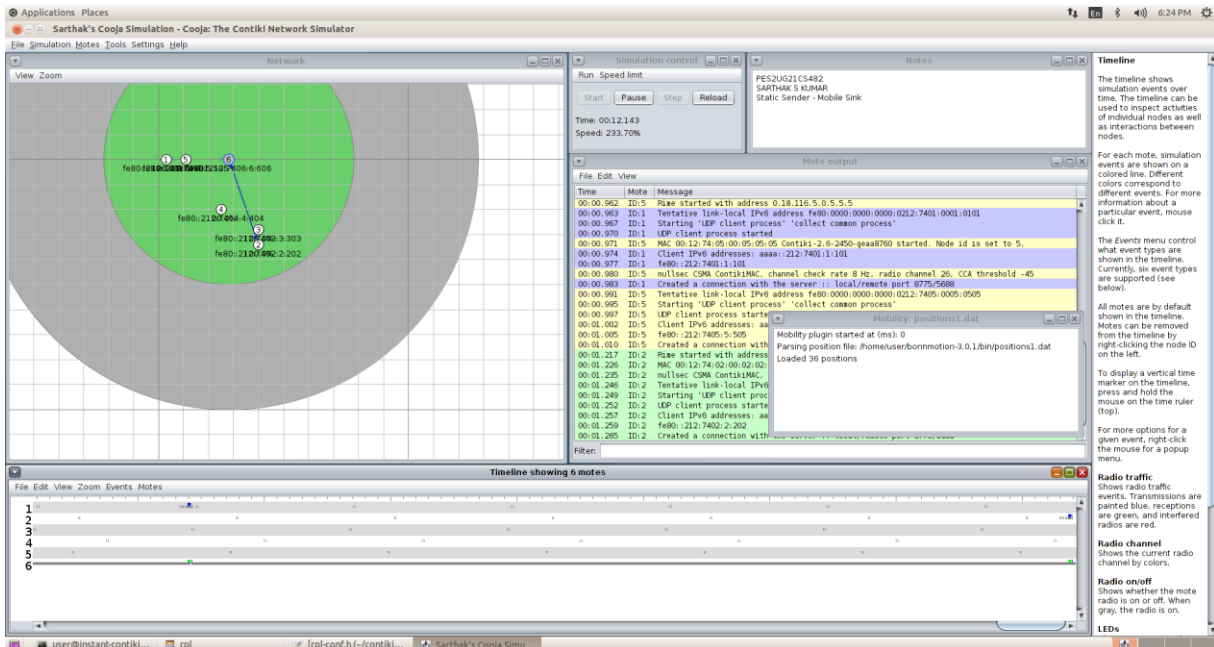 Applications Places
En
6:24 PM
Sarthak's Cooja Simulation - Cooja: The Contiki Network Simulator
File Simulation Motes Tools Settings Help
Network
View Zoom
1
5
6
4
3
2
fe80::212:7404:4:404
Simulation control
Run Speed limit
Start Pause Step Reload
Time: 00:12.143
Speed: 233.70%
Notes
PES2UG21CS482
SARTHAK S KUMAR
Static Sender - Mobile Sink
Mote output
File Edit View
Time Mote Message
00:00.962 ID:5 Rime started with address 0.18.116.5.0.5.5.5
00:00.963 ID:1 Tentative link-local IPv6 address fe80:0000:0000:0000:0212:7401:0001:0101
00:00.967 ID:1 Starting 'UDP client process' 'collect common process'
00:00.970 ID:1 UDP client process started
00:00.971 ID:5 MAC 00:12:74:05:00:05:05:05 Contiki-2.6-2450-geaa8760 started. Node id is set to 5.
00:00.974 ID:1 Client IPv6 addresses: aaaa::212:7401:1:101
00:00.977 ID:1 fe80::212:7401:1:101
00:00.980 ID:5 nullsec CSMA ContikiMAC, channel check rate 8 Hz, radio channel 26, CCA threshold -45
00:00.983 ID:1 Created a connection with the server :: local/remote port 8775/5688
00:00.991 ID:5 Tentative link-local IPv6 address fe80:0000:0000:0000:0212:7405:0005:0505
00:00.995 ID:5 Starting 'UDP client process' 'collect common process'
00:00.997 ID:5 UDP client process starte
00:01.002 ID:5 Client IPv6 addresses: aa
00:01.005 ID:5 fe80::212:7405:5:505
00:01.010 ID:5 Created a connection with
00:01.217 ID:2 Rime started with address
00:01.226 ID:2 MAC 00:12:74:02:00:02:02:
00:01.235 ID:2 nullsec CSMA ContikiMAC,
00:01.246 ID:2 Tentative link-local IPv6
00:01.249 ID:2 Starting 'UDP client proc
00:01.252 ID:2 UDP client process starte
00:01.257 ID:2 Client IPv6 addresses: aa
00:01.259 ID:2 fe80::212:7402:2:202
00:01.265 ID:2 Created a connection with
Filter:
Mobility: positions1.dat
Mobility plugin started at (ms): 0
Parsing position file: /home/user/bonnmotion-3.0.1/bin/positions1.dat
Loaded 36 positions
Timeline showing 6 motes
File Edit View Zoom Events Motes
1
2
3
4
5
6
Timeline
The timeline shows
simulation events over
time. The timeline can be
used to inspect activities
of individual nodes as well
as interactions between
nodes.
For each mote, simulation
events are shown on a
colored line. Different
colors correspond to
different events. For more
information about a
particular event, mouse
click it.
The Events menu control
what event types are
shown in the timeline.
Currently, six event types
are supported (see
below).
All motes are by default
shown in the timeline.
Motes can be removed
from the timeline by
right-clicking the node ID
on the left.
To display a vertical time
marker on the timeline,
press and hold the
mouse on the time ruler
(top).
For more options for a
given event, right-click
the mouse for a popup
menu.
Radio traffic
Shows radio traffic
events. Transmissions are
painted blue, receptions
are green, and interfered
radios are red.
Radio channel
Shows the current radio
channel by colors.
Radio on/off
Shows whether the mote
radio is on or off. When
gray, the radio is on.
LEDs
user@instant-contiki... rpl [rpl-conf.h (~/contiki... Sarthak's Cooja Simu...